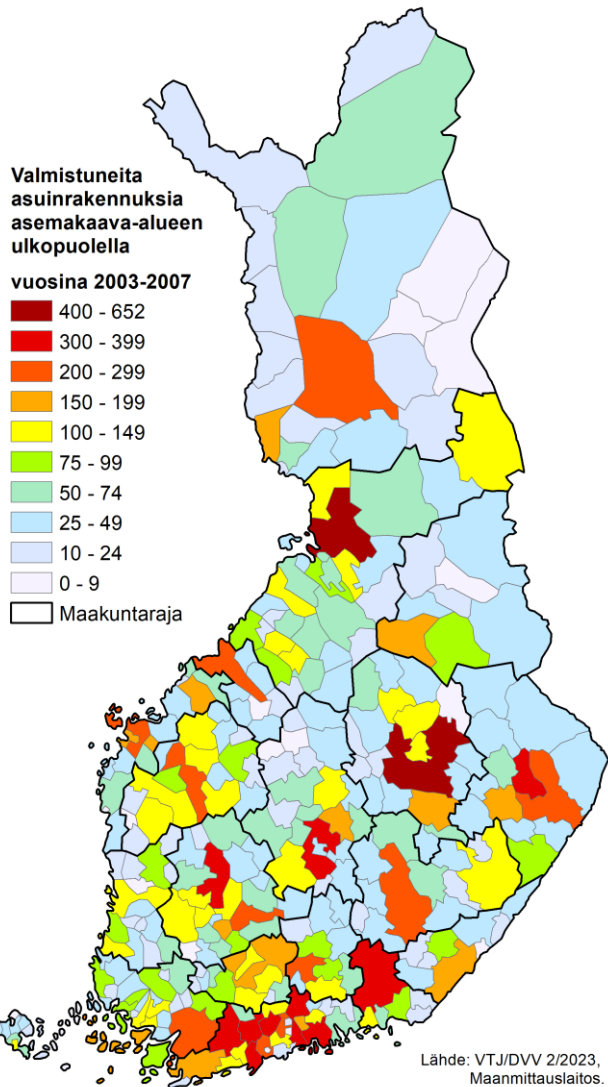 Valmistuneita
asuinrakennuksia
asemakaava-alueen
ulkopuolella
vuosina 2003-2007
400 - 652
300 - 399
200 - 299
150 - 199
100 - 149
75 - 99
50 - 74
25 - 49
10 - 24
0 - 9
Maakuntaraja
Lähde: VTJ/DVV 2/2023,
Maanmittauslaitos